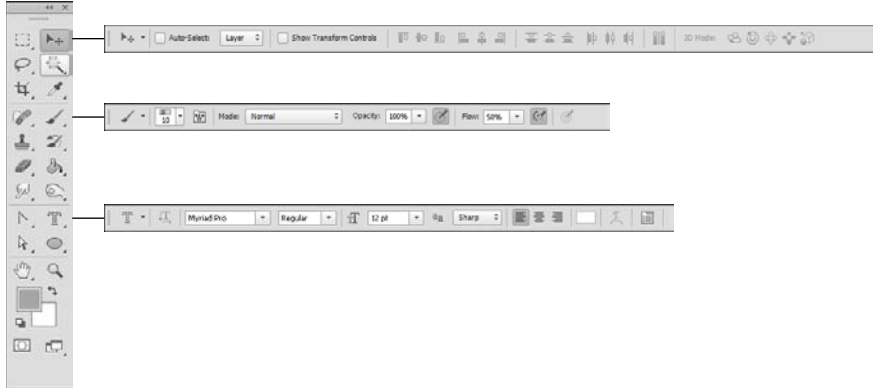 Auto-Select: Layer Show Transform Controls 3D Mode:
10 Mode: Normal Opacity: 100% Flow: 50%
T Myriad Pro Regular T 12 pt aa Sharp
T